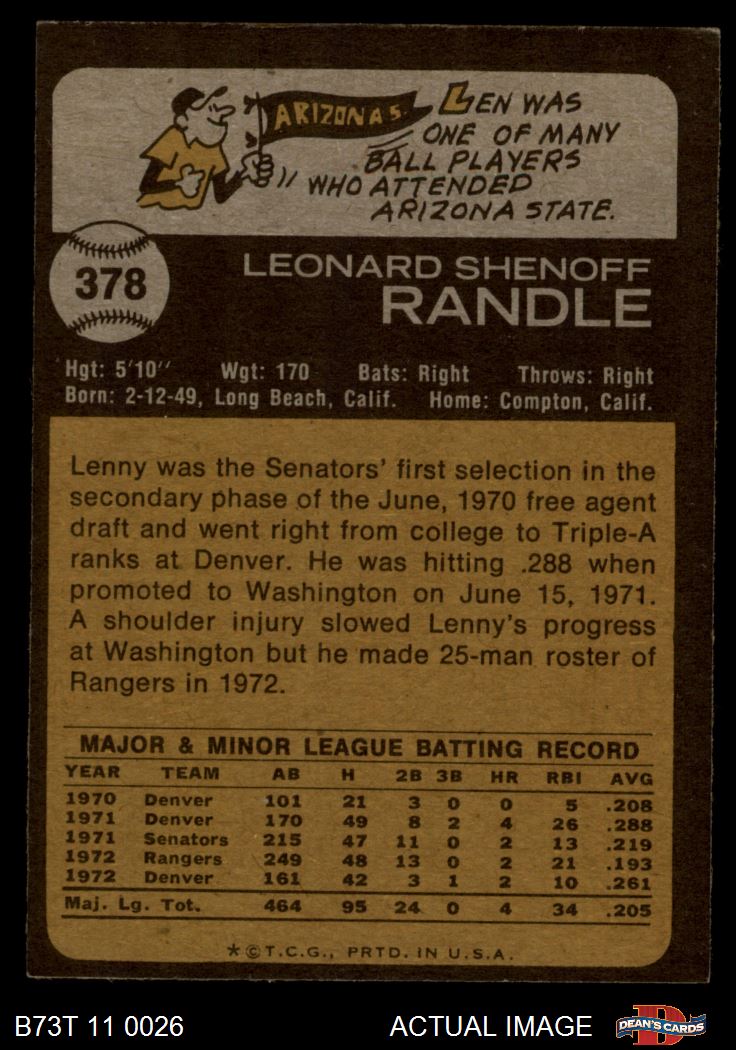 ARIZONA S.
LEN WAS
ONE OF MANY
BALL PLAYERS
WHO ATTENDED
ARIZONA STATE.
378
LEONARD SHENOFF
RANDLE
Hgt: 5'10" Wgt: 170 Bats: Right Throws: Right
Born: 2-12-49, Long Beach, Calif. Home: Compton, Calif.
Lenny was the Senators' first selection in the
secondary phase of the June, 1970 free agent
draft and went right from college to Triple-A
ranks at Denver. He was hitting .288 when
promoted to Washington on June 15, 1971.
A shoulder injury slowed Lenny's progress
at Washington but he made 25-man roster of
Rangers in 1972.
MAJOR & MINOR LEAGUE BATTING RECORD
YEAR TEAM AB H 2B 3B HR RBI AVG
1970 Denver 101 21 3 0 0 5 .208
1971 Denver 170 49 8 2 4 26 .288
1971 Senators 215 47 11 0 2 13 .219
1972 Rangers 249 48 13 0 2 21 .193
1972 Denver 161 42 3 1 2 10 .261
Maj. Lg. Tot. 464 95 24 0 4 34 .205
*©T.C.G., PRTD. IN U.S.A.
B73T 11 0026 ACTUAL IMAGE
D
DEAN'S CARDS